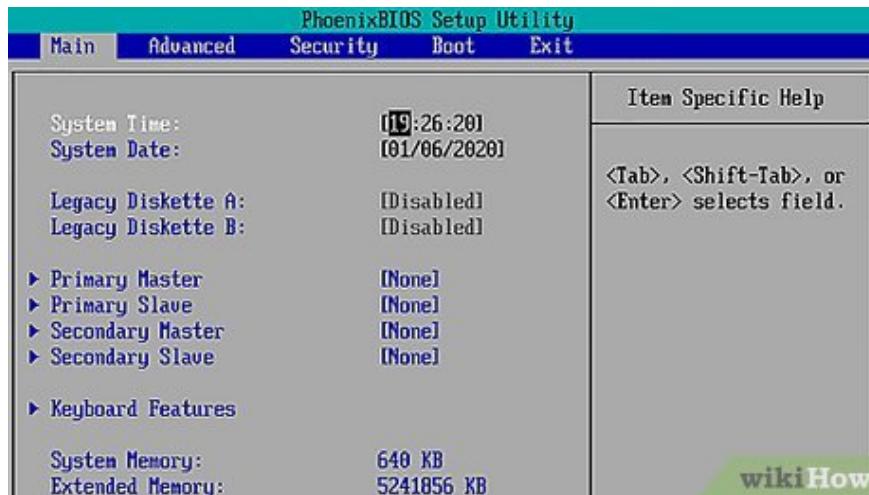 PhoenixBIOS Setup Utility
Main Advanced Security Boot Exit
System Time: [19:26:20]
System Date: [01/06/2020]
Legacy Diskette A: [Disabled]
Legacy Diskette B: [Disabled]
Primary Master [None]
Primary Slave [None]
Secondary Master [None]
Secondary Slave [None]
Keyboard Features
System Memory: 640 KB
Extended Memory: 5241856 KB
Item Specific Help
<Tab>, <Shift-Tab>, or
<Enter> selects field.
wikiHow